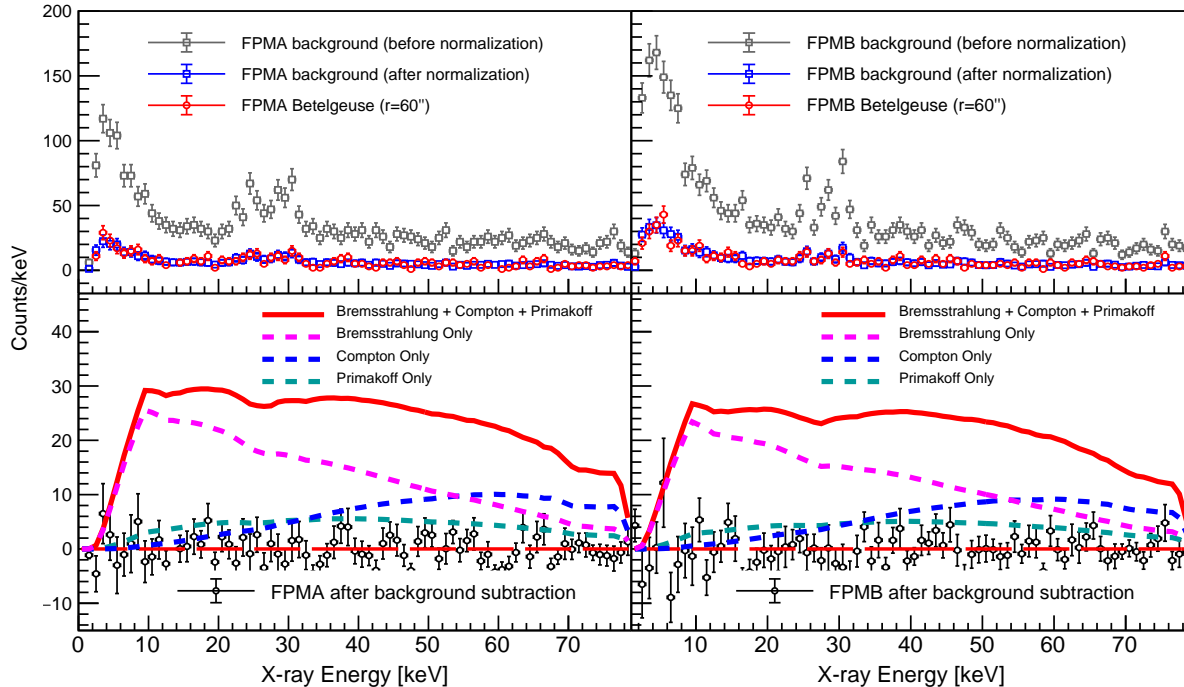 200
150
100
50
0
FPMA background (before normalization)
FPMA background (after normalization)
FPMA Betelgeuse (r=60")
FPMB background (before normalization)
FPMB background (after normalization)
FPMB Betelgeuse (r=60")
Counts/keV
40
30
20
10
0
−10
Bremsstrahlung + Compton + Primakoff
Bremsstrahlung Only
Compton Only
Primakoff Only
FPMA after background subtraction
Bremsstrahlung + Compton + Primakoff
Bremsstrahlung Only
Compton Only
Primakoff Only
FPMB after background subtraction
0 10 20 30 40 50 60 70
10 20 30 40 50 60 70
X-ray Energy [keV]
X-ray Energy [keV]